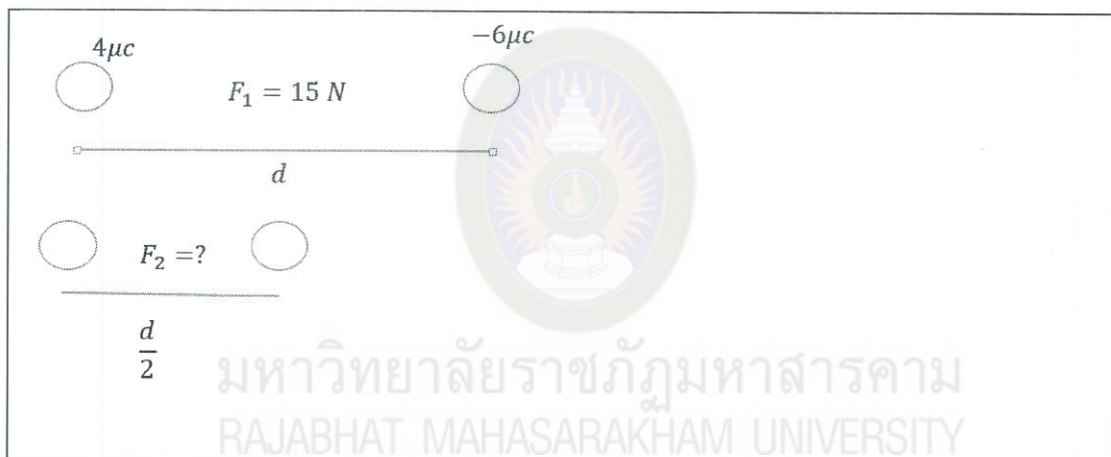 4μc
−6μc
F₁ = 15 N
d
F₂ =?
d/2
มหาวิทยาลัยราชภัฏมหาสารคาม
RAJABHAT MAHASARAKHAM UNIVERSITY